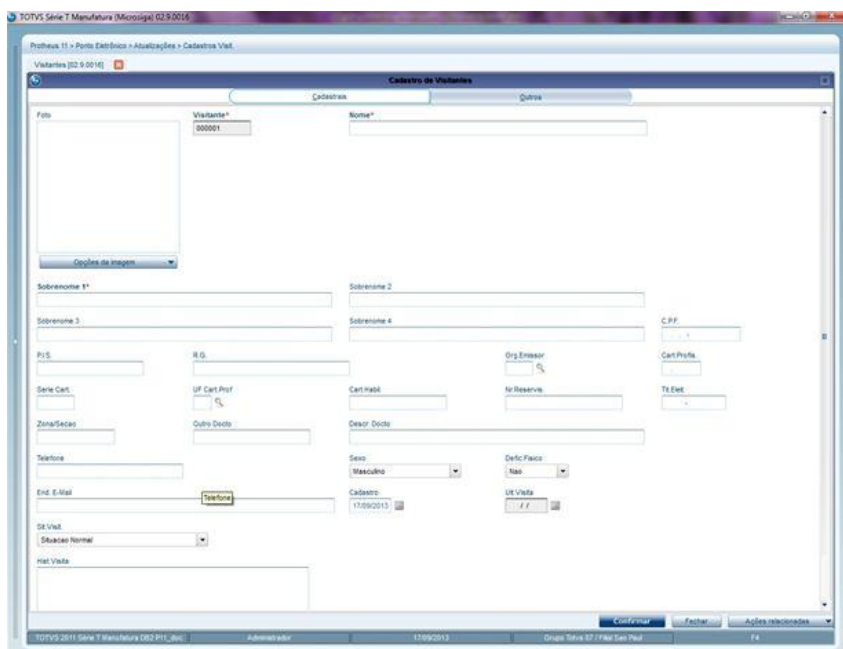 TOTVS Série T Manufatura (Microsiga) 02.9.0016
Protheus 11 > Ponto Eletrônico > Atualizações > Cadastros Visit.
Visitantes [02.9.0016]
Cadastro de Visitantes
Cadastrais Outros
Foto Visitante* Nome*
000001
Opções da imagem
Sobrenome 1* Sobrenome 2
Sobrenome 3 Sobrenome 4 C.P.F.
P.I.S. R.G. Org.Emissor Cart.Profis.
Serie Cart. UF Cart.Prof Cart.Habil. Nr.Reservis. Tit.Eleit.
Zona/Secao Outro Docto Descr. Docto
Telefone Sexo Defic.Fisico
Masculino Nao
End. E-Mail Telefone Cadastro Ult.Visita
17/09/2013 / /
Sit.Visit.
Situacao Normal
Hist.Visita
Confirmar Fechar Ações relacionadas
TOTVS 2011 Série T Manufatura DB2 P11_doc Administrador 17/09/2013 Grupo Totvs 67 / Filial Sao Paul F4